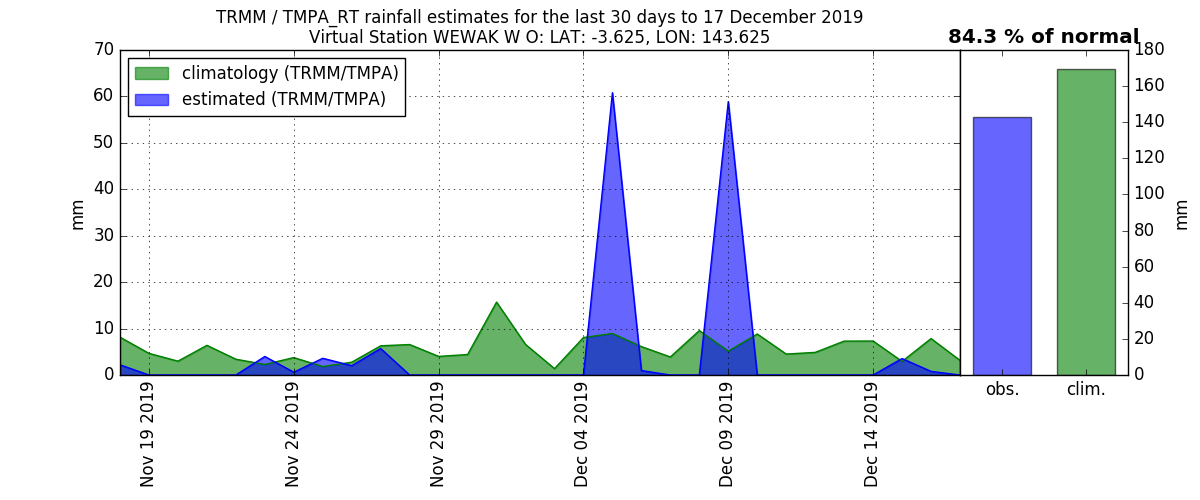 TRMM / TMPA_RT rainfall estimates for the last 30 days to 17 December 2019
Virtual Station WEWAK W O: LAT: -3.625, LON: 143.625
84.3 % of normal
climatology (TRMM/TMPA)
estimated (TRMM/TMPA)
70
60
50
40
30
20
10
0
mm
Nov 19 2019
Nov 24 2019
Nov 29 2019
Dec 04 2019
Dec 09 2019
Dec 14 2019
180
160
140
120
100
80
60
40
20
0
mm
obs.
clim.